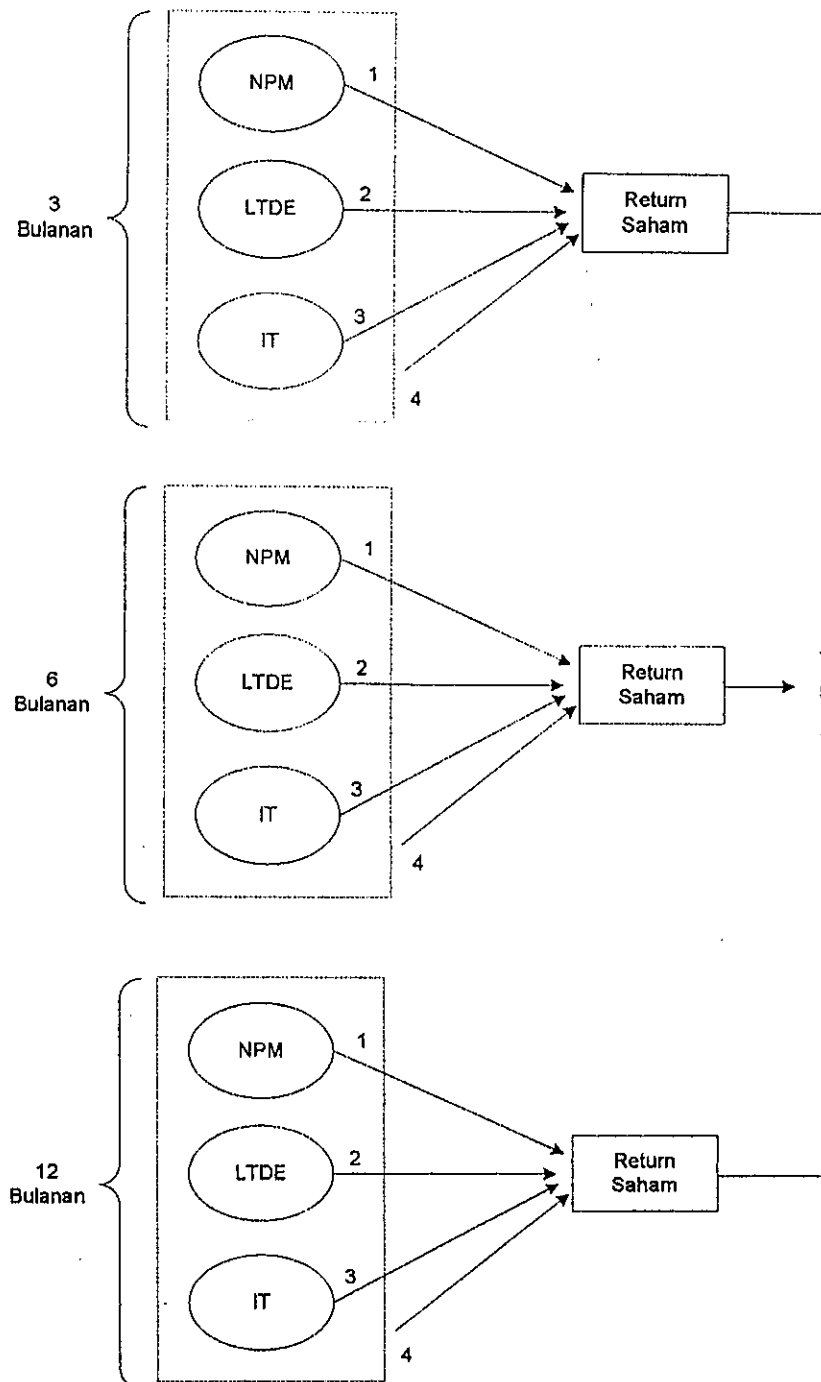 NPM
1
LTDE
2
IT
3
4
3
Bulanan
Return
Saham
NPM
1
LTDE
2
IT
3
4
6
Bulanan
Return
Saham
NPM
1
LTDE
2
IT
3
4
12
Bulanan
Return
Saham